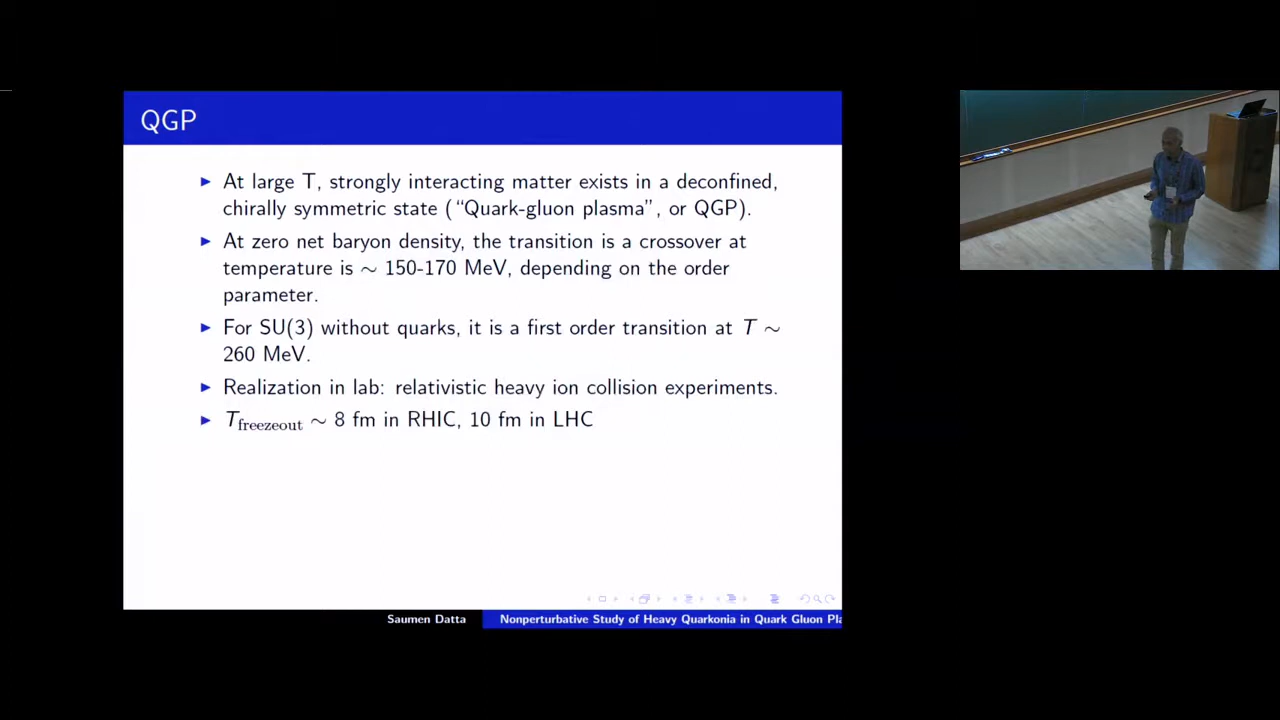 QGP
At large T, strongly interacting matter exists in a deconfined,
chirally symmetric state (“Quark-gluon plasma”, or QGP).
At zero net baryon density, the transition is a crossover at
temperature is ∼ 150-170 MeV, depending on the order
parameter.
For SU(3) without quarks, it is a first order transition at T ∼
260 MeV.
Realization in lab: relativistic heavy ion collision experiments.
T_freezeout ∼ 8 fm in RHIC, 10 fm in LHC
Saumen Datta Nonperturbative Study of Heavy Quarkonia in Quark Gluon Pla